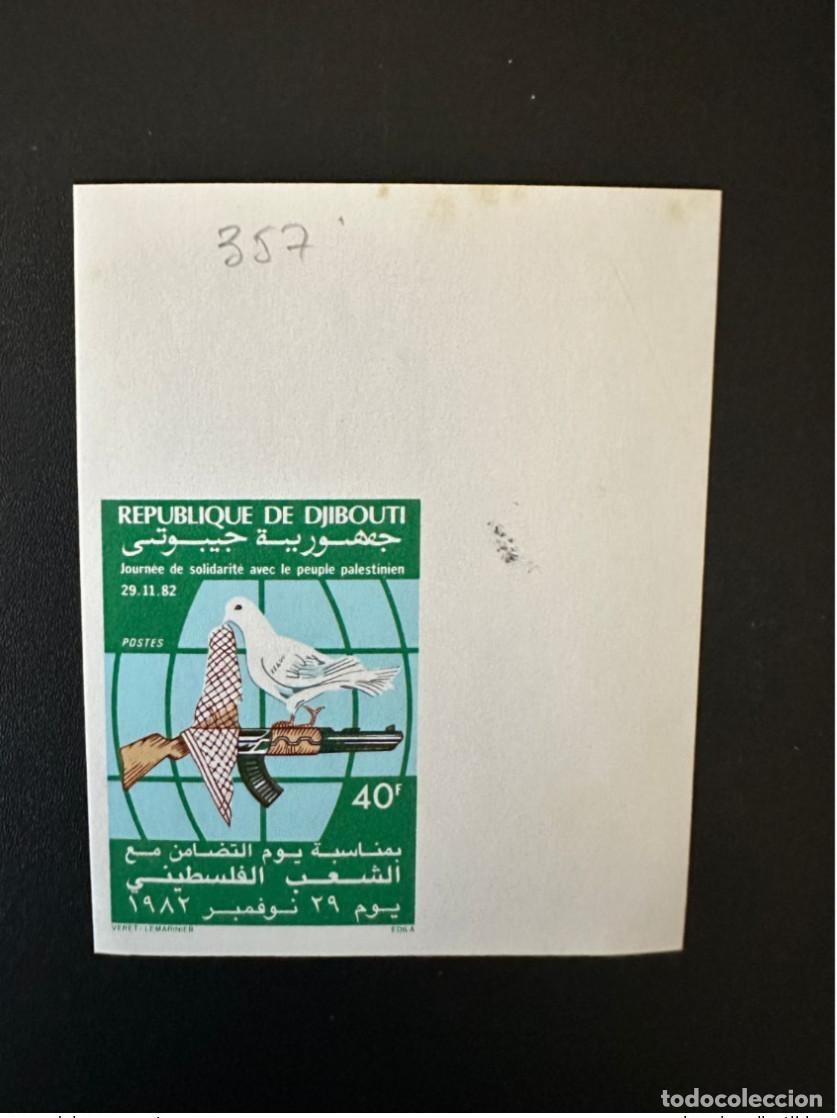 357
REPUBLIQUE DE DJIBOUTI
جمهورية جيبوتى
Journée de solidarité avec le peuple palestinien
29.11.82
POSTES
40F
بمناسبة يوم التضامن مع
الشعب الفلسطيني
يوم ٢٩ نوفمبر ١٩٨٢
VERET-LEMARINIER EDILA
todocoleccion